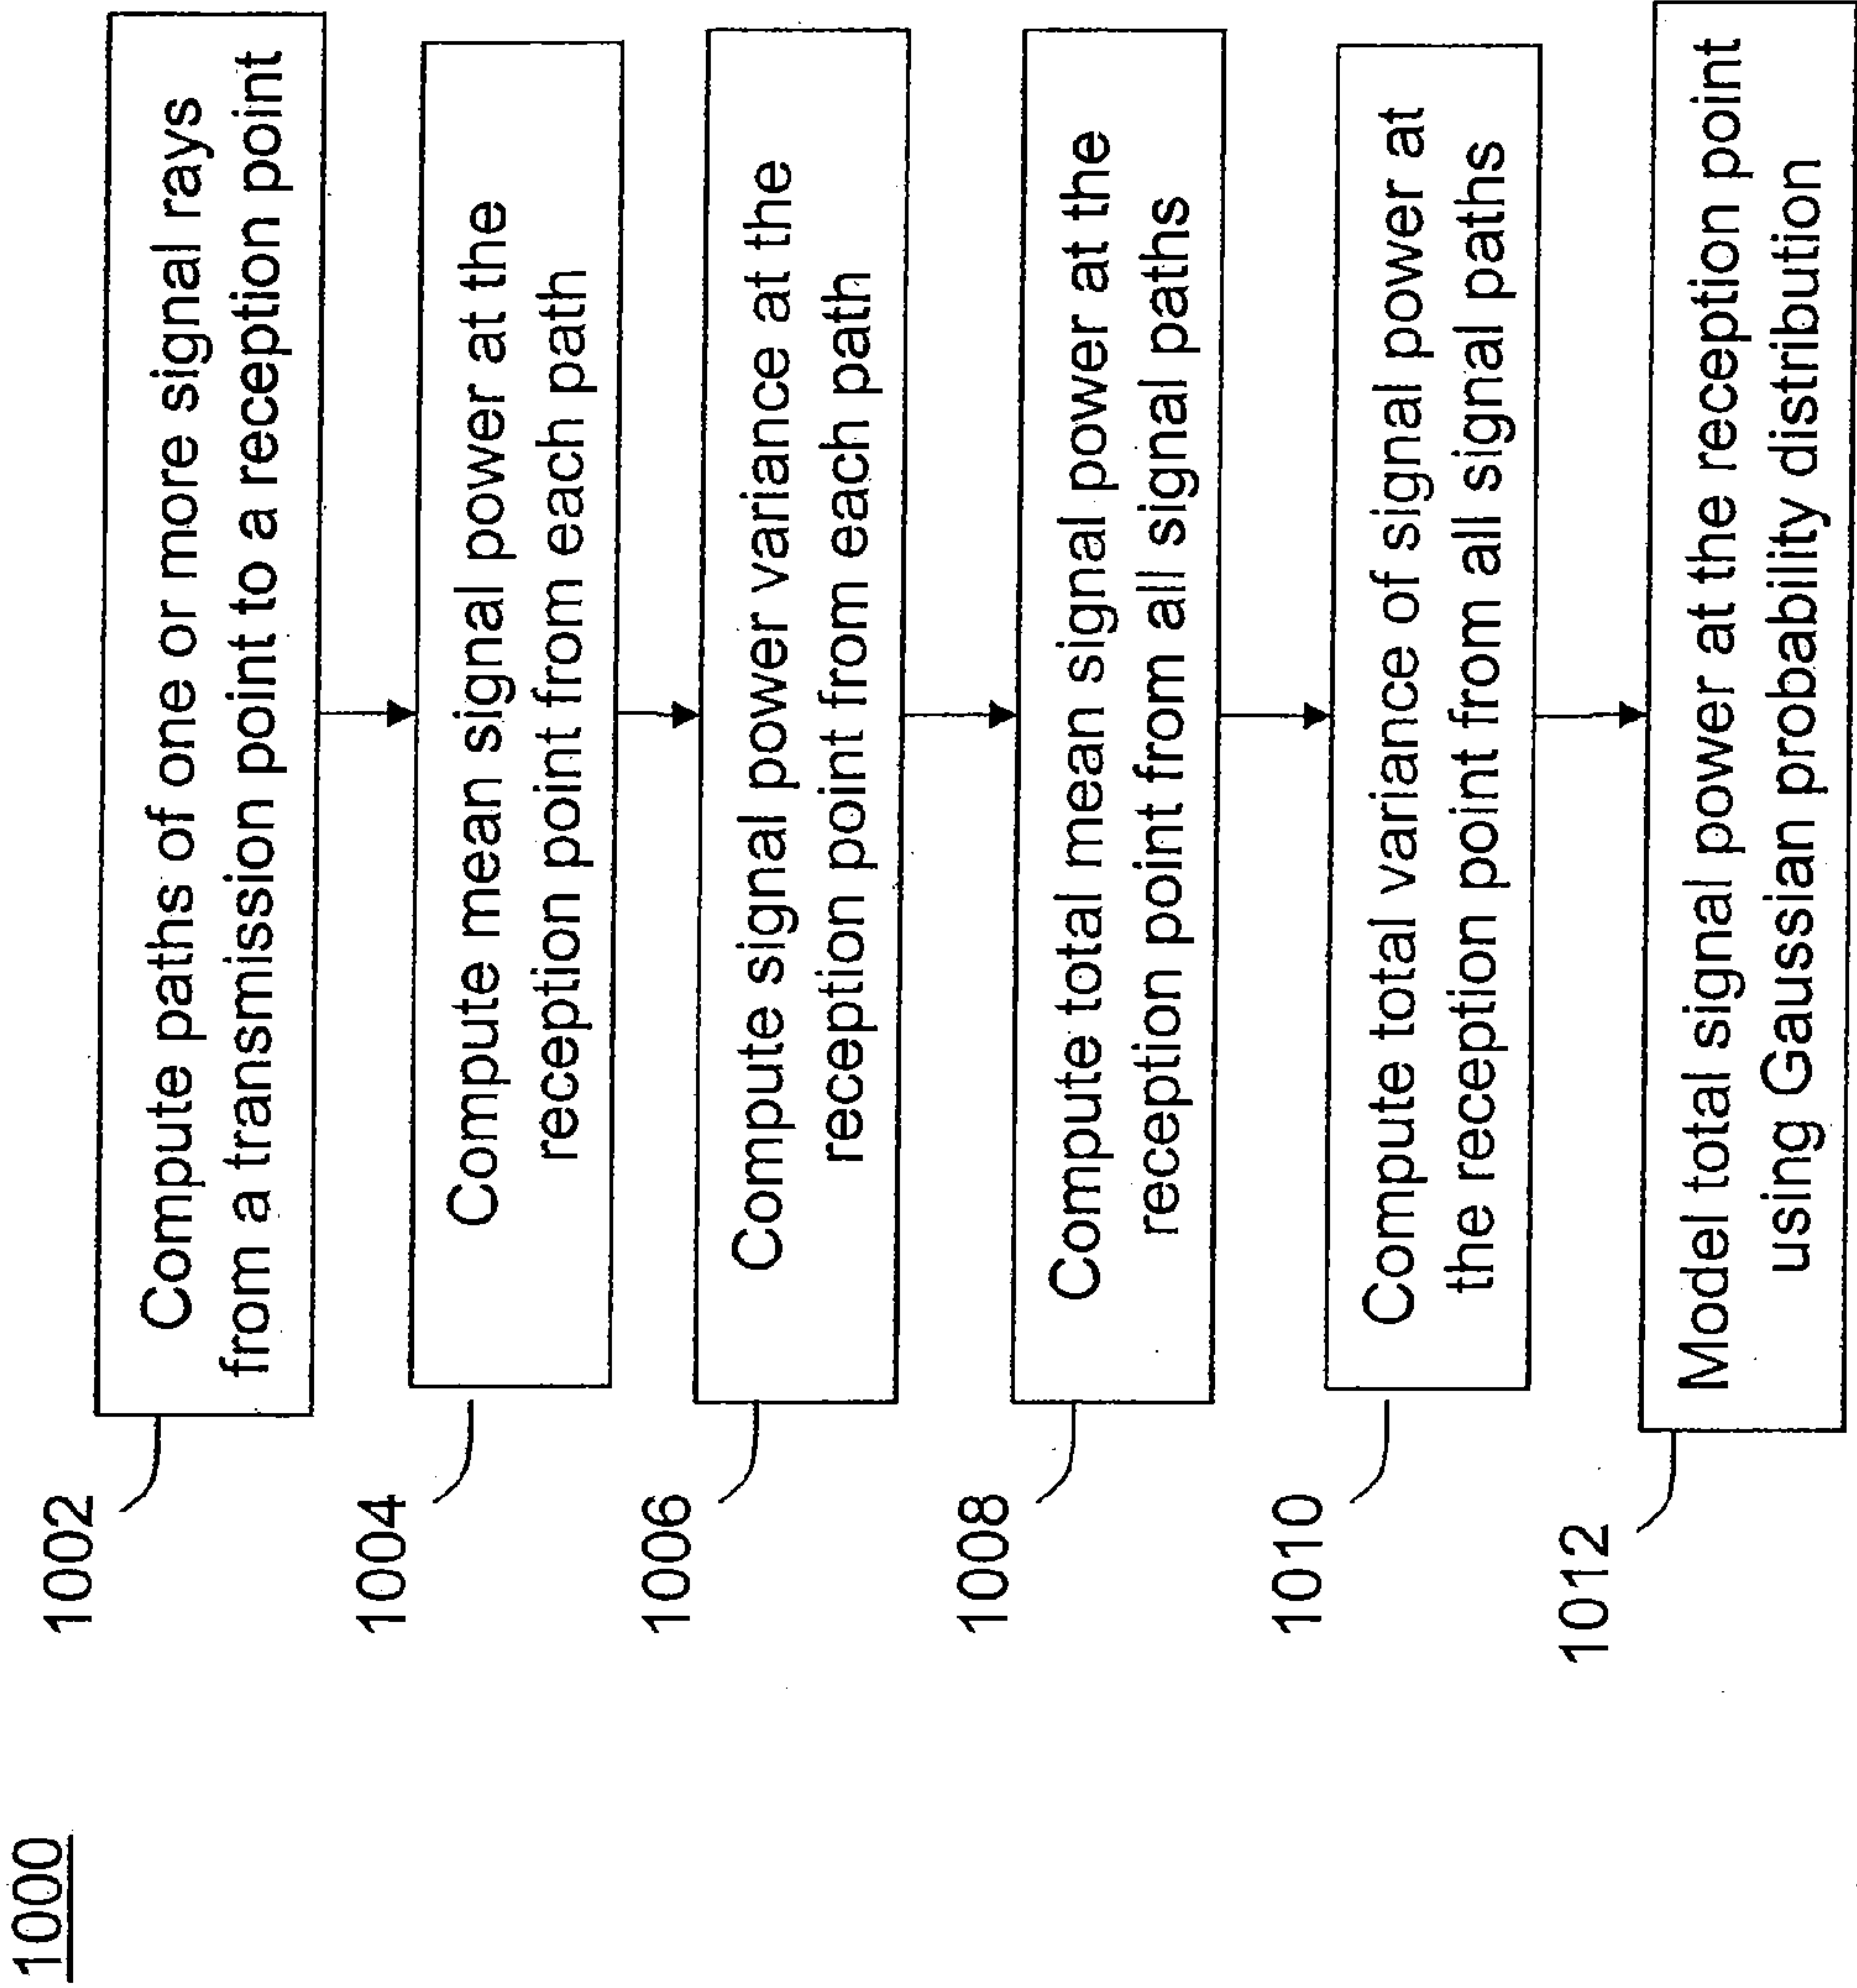 1000
1002
Compute paths of one or more signal rays
from a transmission point to a reception point
1004
Compute mean signal power at the
reception point from each path
1006
Compute signal power variance at the
reception point from each path
1008
Compute total mean signal power at the
reception point from all signal paths
1010
Compute total variance of signal power at
the reception point from all signal paths
1012
Model total signal power at the reception point
using Gaussian probability distribution